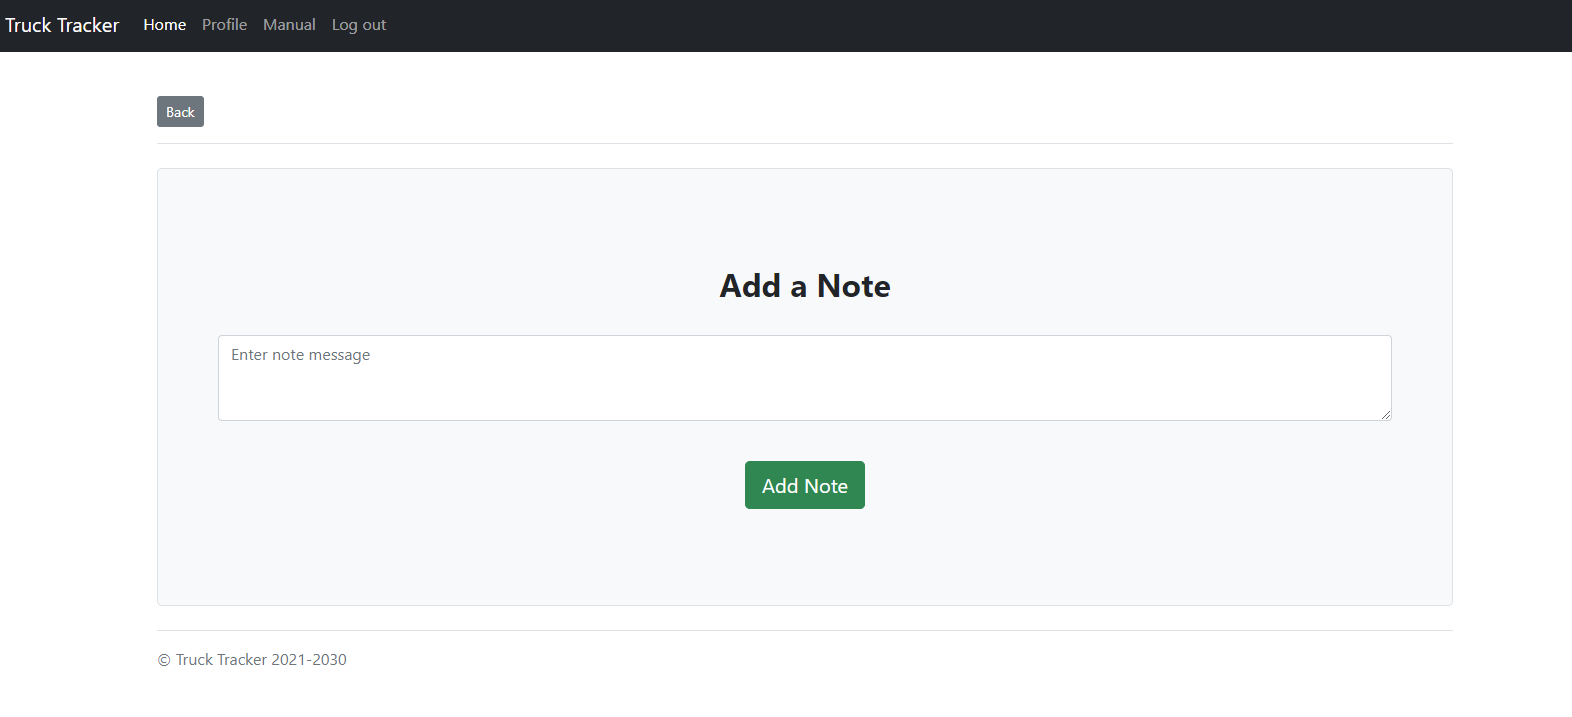 Truck Tracker Home Profile Manual Log out
Back
Add a Note
Enter note message
Add Note
© Truck Tracker 2021-2030